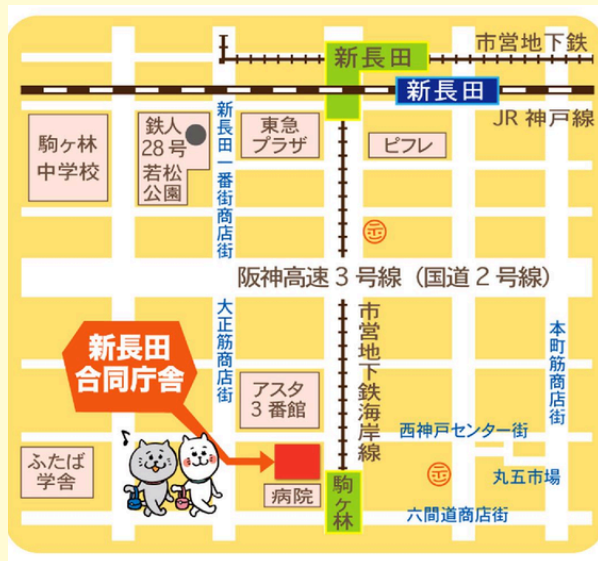 市営地下鉄
新長田
新長田
JR 神戸線
駒ヶ林
中学校
鉄人
28号
若松
公園
新長田一番街商店街
東急
プラザ
ピフレ
㋨
阪神高速3号線（国道2号線）
大正筋商店街
市営地下鉄海岸線
本町筋商店街
新長田
合同庁舎
アスタ
3番館
西神戸センター街
ふたば
学舎
病院
駒ヶ林
丸五市場
六間道商店街